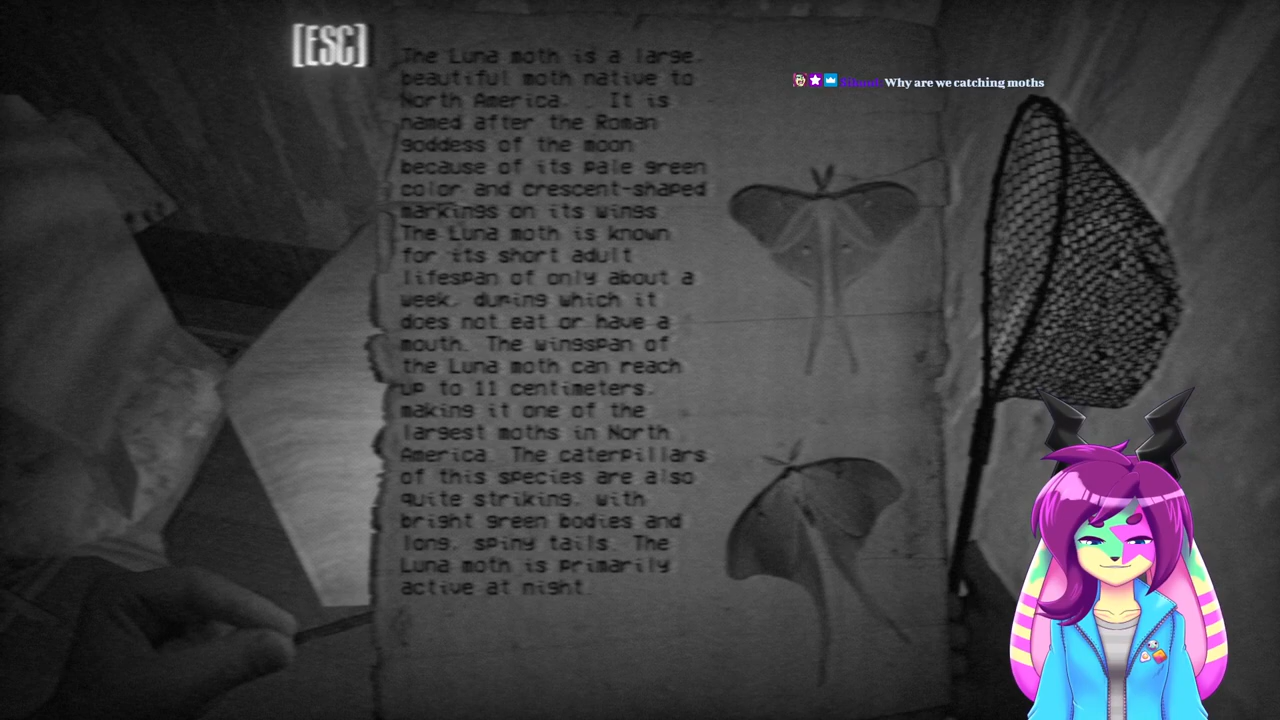 [ESC]
The Luna moth is a large,
beautiful moth native to
North America. . It is
named after the Roman
goddess of the moon
because of its pale green
color and crescent-shaped
markings on its wings.
The Luna moth is known
for its short adult
lifespan of only about a
week, during which it
does not eat or have a
mouth. The wingspan of
the Luna moth can reach
up to 11 centimeters,
making it one of the
largest moths in North
America. The caterpillars
of this species are also
quite striking, with
bright green bodies and
long, spiny tails. The
Luna moth is primarily
active at night.
Why are we catching moths